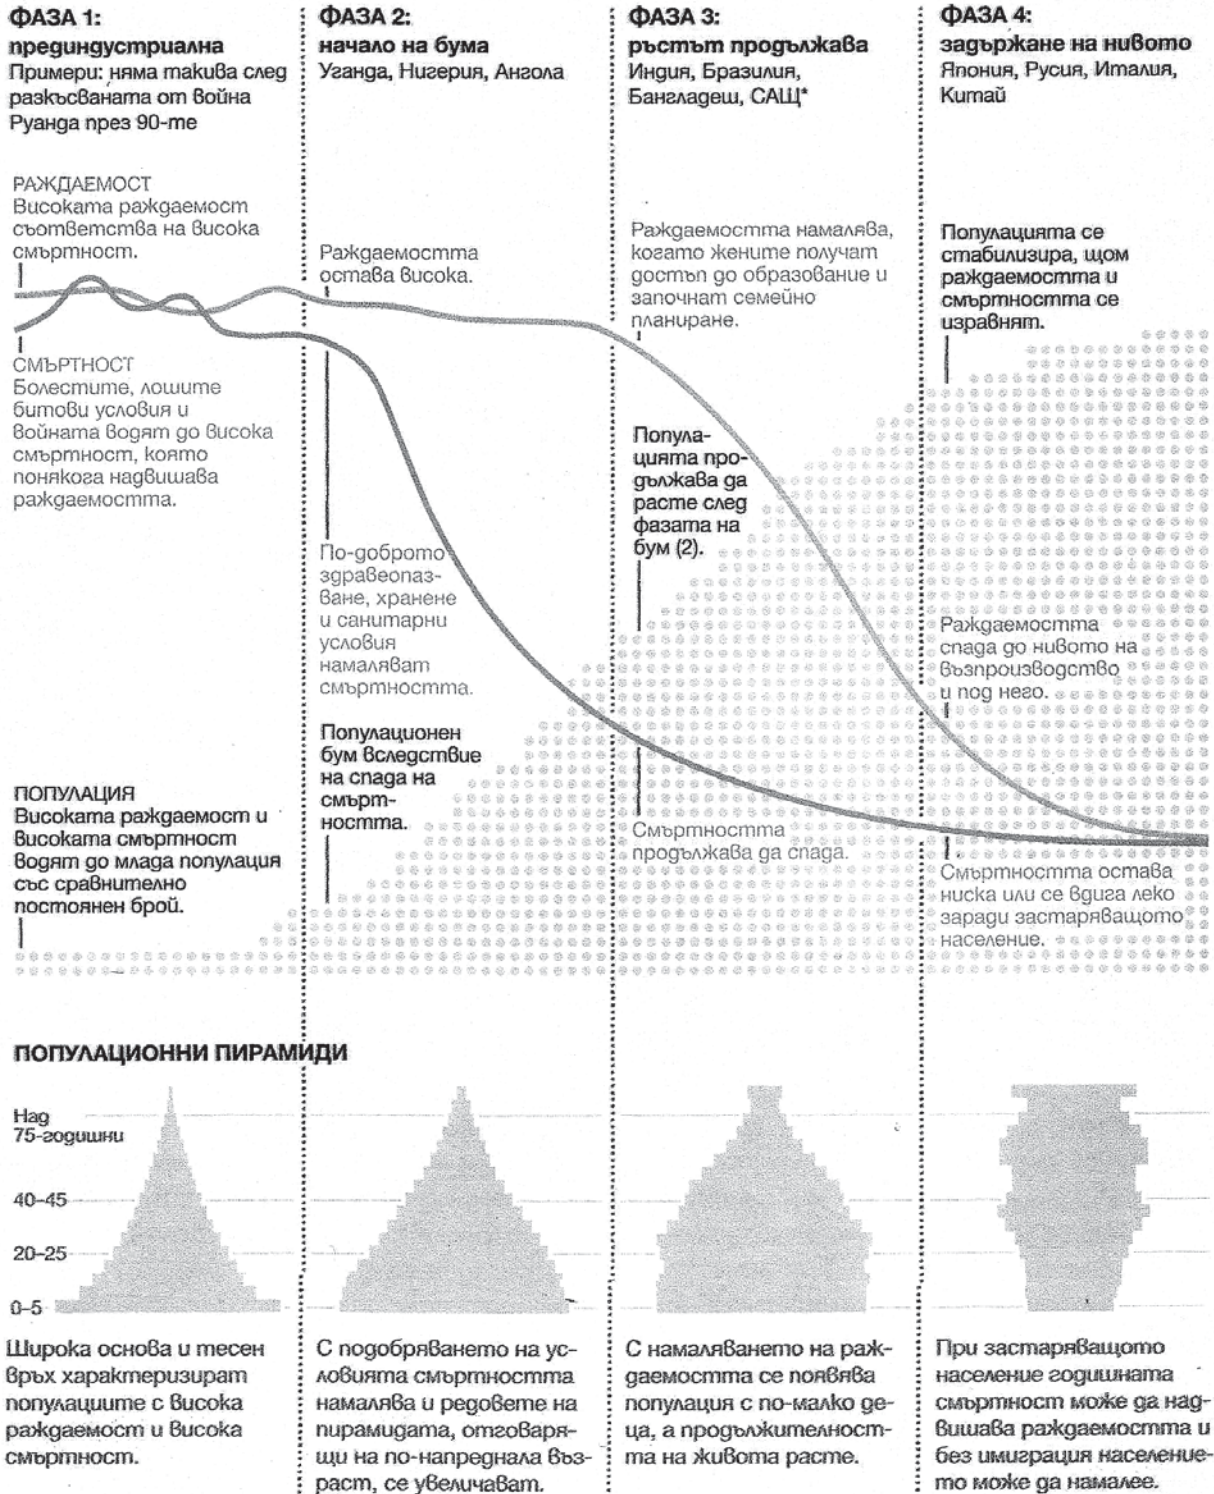 ФАЗА 1:
прединдустриална
Примери: няма такива след
разкъсваната от война
Руанда през 90-те
ФАЗА 2:
начало на бума
Уганда, Нигерия, Ангола
ФАЗА 3:
ръстът продължава
Индия, Бразилия,
Бангладеш, САЩ*
ФАЗА 4:
задържане на нивото
Япония, Русия, Италия,
Китай
РАЖДАЕМОСТ
Високата раждаемост
съответства на висока
смъртност.
СМЪРТНОСТ
Болестите, лошите
битови условия и
войната водят до висока
смъртност, която
понякога надвишава
раждаемостта.
ПОПУЛАЦИЯ
Високата раждаемост и
високата смъртност
водят до млада популация
със сравнително
постоянен брой.
Раждаемостта
остава висока.
По-доброто
здравеопаз-
ване, хранене
и санитарни
условия
намаляват
смъртността.
Популационен
бум вследствие
на спада на
смърт-
ността.
Раждаемостта намалява,
когато жените получат
достъп до образование и
започнат семейно
планиране.
Попула-
цията про-
дължава да
расте след
фазата на
бум (2).
Смъртността
продължава да спада.
Популацията се
стабилизира, щом
раждаемостта и
смъртността се
изравнят.
Раждаемостта
спада до нивото на
възпроизводство
и под него.
Смъртността остава
ниска или се вдига леко
заради застаряващото
население.
ПОПУЛАЦИОННИ ПИРАМИДИ
Над
75-годишни
40–45
20–25
0–5
Широка основа и тесен
връх характеризират
популациите с висока
раждаемост и висока
смъртност.
С подобряването на ус-
ловията смъртността
намалява и редовете на
пирамидата, отговаря-
щи на по-напреднала въз-
раст, се увеличават.
С намаляването на раж-
даемостта се появява
популация с по-малко де-
ца, а продължителност-
та на живота расте.
При застаряващото
население годишната
смъртност може да над-
вишава раждаемостта и
без имиграция население-
то може да намалее.